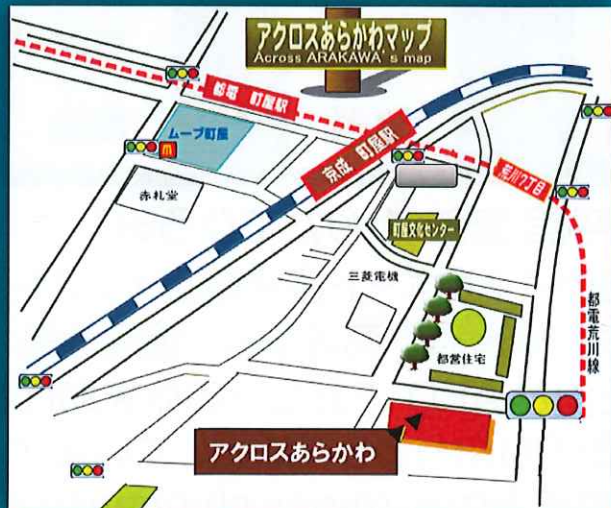 アクロスあらかわマップ
Across ARAKAWA's map
都電 町屋駅
ムーブ町屋
m
京成 町屋駅
赤札堂
荒川7丁目
町屋文化センター
三菱電機
都電荒川線
都営住宅
アクロスあらかわ